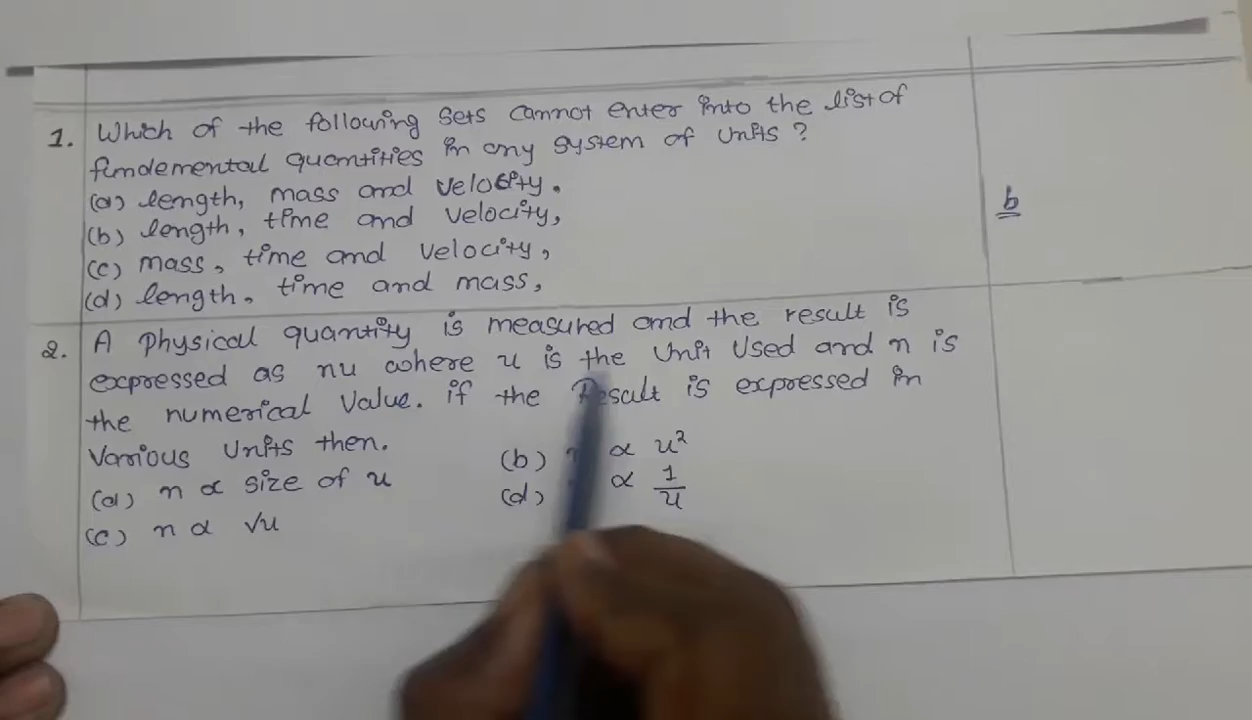 1. Which of the following sets cannot enter into the list of
fundemental quantities in any system of units?
(a) length, mass and velocity.
(b) length, time and velocity,
b
(c) mass, time and velocity,
(d) length, time and mass,
2. A physical quantity is measured and the result is
expressed as nu where u is the unit used and n is
the numerical value. if the Result is expressed in
various units then.
(a) n ∝ size of u
(b) ∝ u²
(c) n ∝ √u
(d) ∝ 1/u